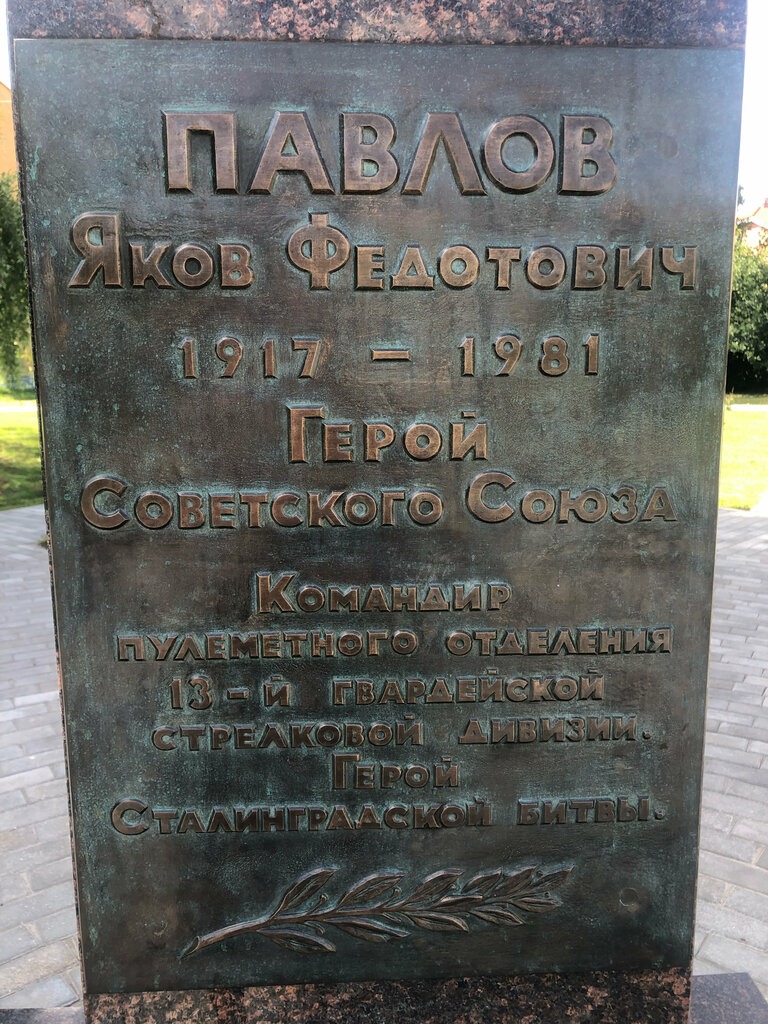 ПАВЛОВ
Яков Федотович
1917 – 1981
Герой
Советского Союза
Командир
пулеметного отделения
13-й гвардейской
стрелковой дивизии.
Герой
Сталинградской битвы.